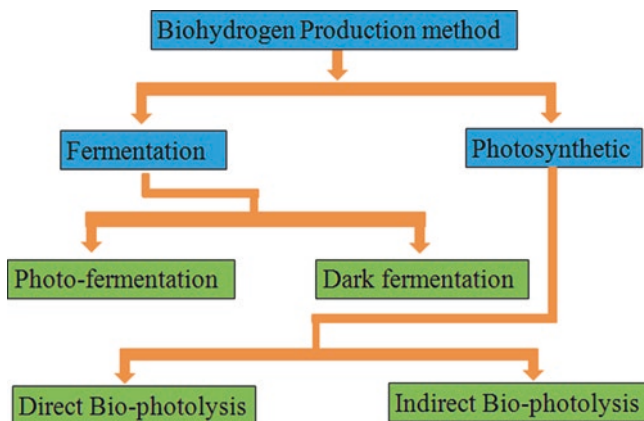 Biohydrogen Production method
Fermentation
Photosynthetic
Photo-fermentation
Dark fermentation
Direct Bio-photolysis
Indirect Bio-photolysis